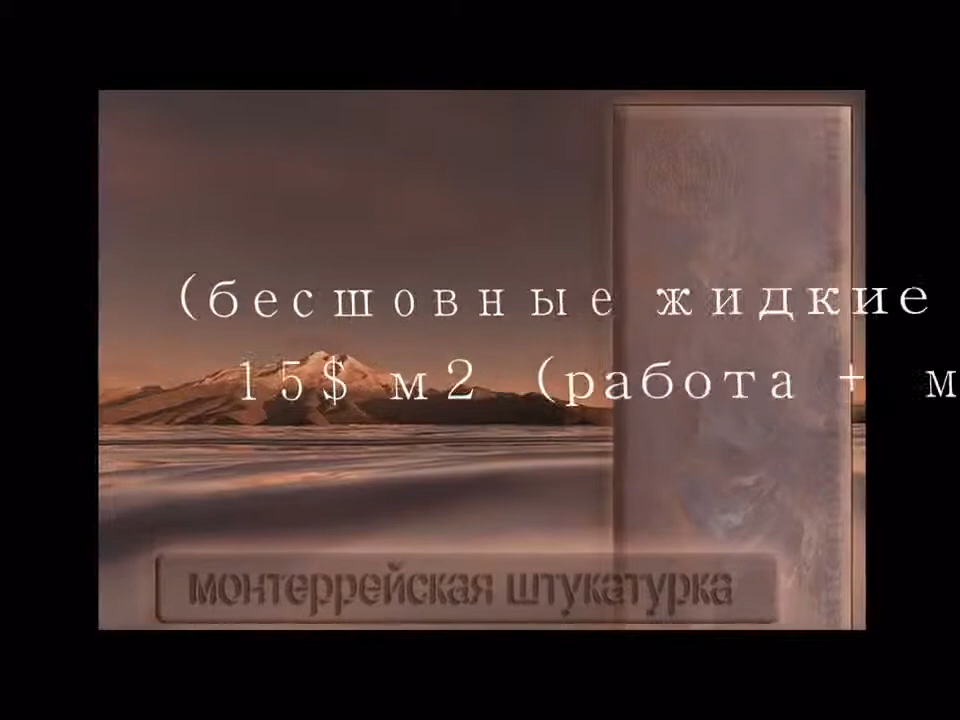 (бесшовные жидкие
15$ м2 (работа + м
монтеррейская штукатурка